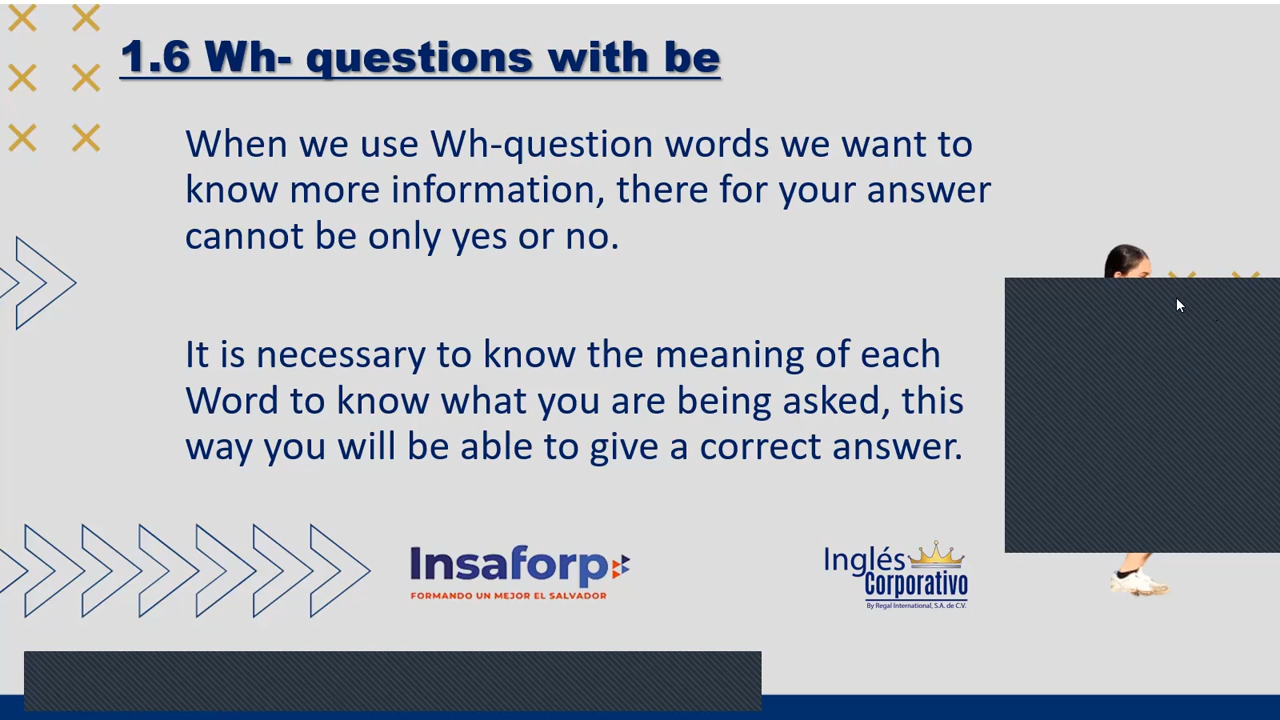 1.6 Wh- questions with be
When we use Wh-question words we want to
know more information, there for your answer
cannot be only yes or no.
It is necessary to know the meaning of each
Word to know what you are being asked, this
way you will be able to give a correct answer.
Insaforp
FORMANDO UN MEJOR EL SALVADOR
Inglés
Corporativo
By Regal International, S.A. de C.V.